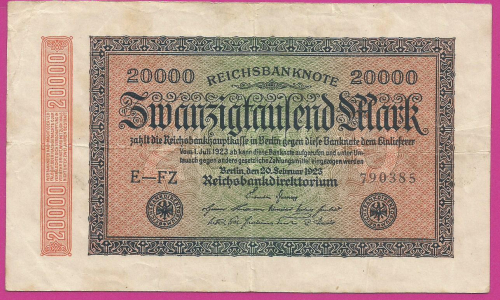 20000 REICHSBANKNOTE 20000
Zwanzigtausend Mark
zahlt die Reichsbankhauptkasse in Berlin gegen diese Banknote dem Einlieferer
Vom 1. Juli 1923 ab kann diese Banknote aufgerufen und unter Um-
tausch gegen andere gesetzliche Zahlungsmittel eingezogen werden
Berlin, den 20. Februar 1923
Reichsbankdirektorium
E—FZ
790385
20000
20000